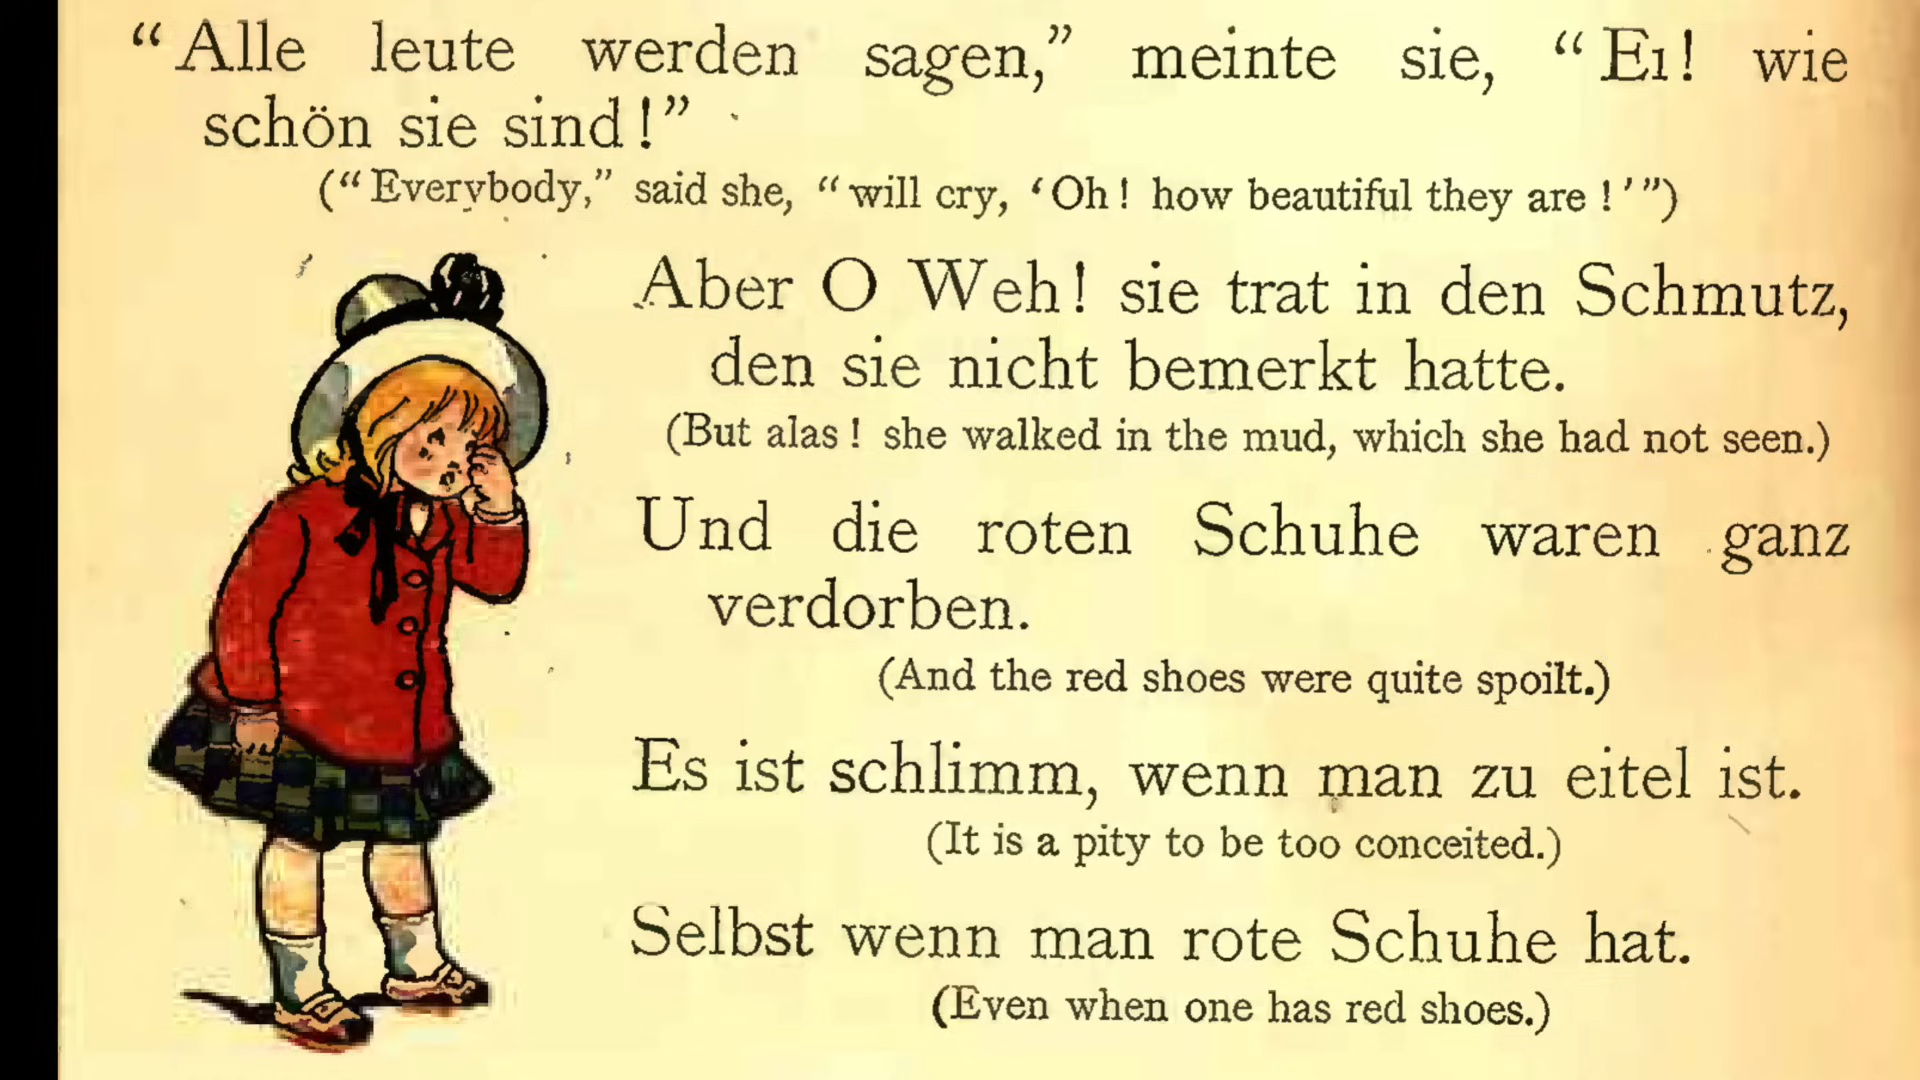 “Alle leute werden sagen,” meinte sie, “Ei! wie
schön sie sind!”
(“Everybody,” said she, “will cry, ‘Oh! how beautiful they are!’”)
Aber O Weh! sie trat in den Schmutz,
den sie nicht bemerkt hatte.
(But alas! she walked in the mud, which she had not seen.)
Und die roten Schuhe waren ganz
verdorben.
(And the red shoes were quite spoilt.)
Es ist schlimm, wenn man zu eitel ist.
(It is a pity to be too conceited.)
Selbst wenn man rote Schuhe hat.
(Even when one has red shoes.)